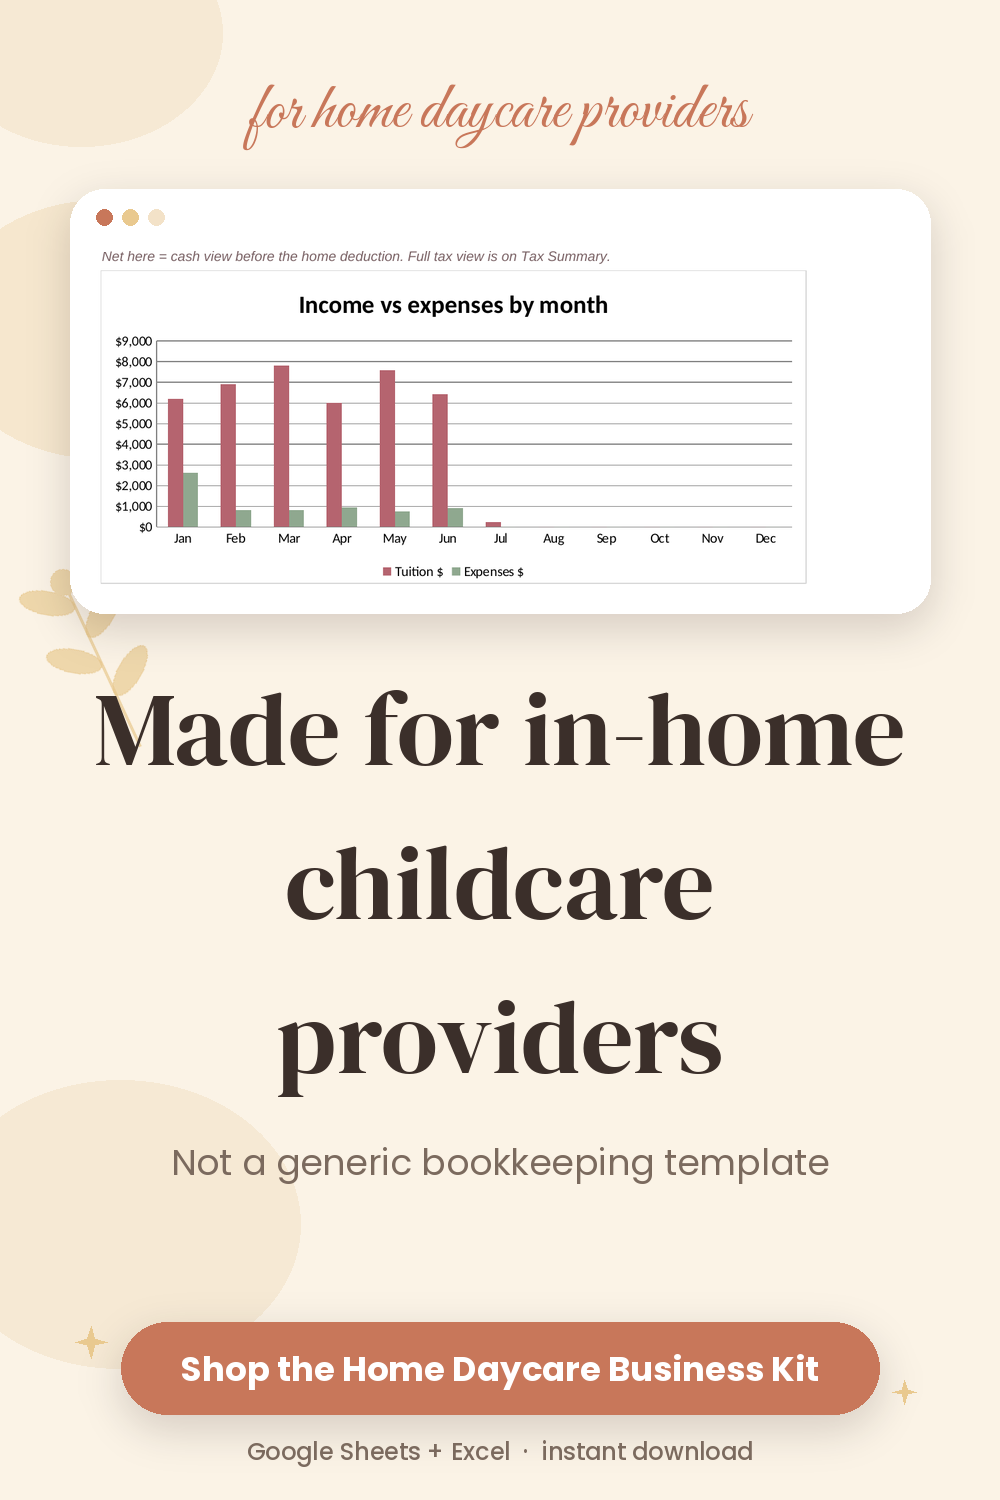 for home daycare providers
Net here = cash view before the home deduction. Full tax view is on Tax Summary.
Income vs expenses by month
$9,000
$8,000
$7,000
$6,000
$5,000
$4,000
$3,000
$2,000
$1,000
$0
Jan Feb Mar Apr May Jun Jul Aug Sep Oct Nov Dec
Tuition $ Expenses $
Made for in-home
childcare
providers
Not a generic bookkeeping template
Shop the Home Daycare Business Kit
Google Sheets + Excel · instant download